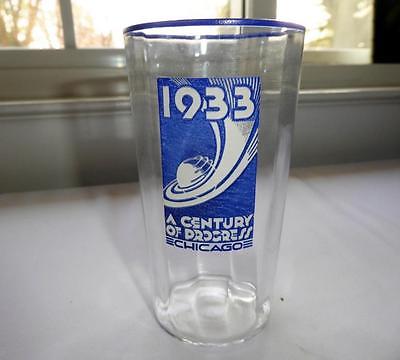 1933
A CENTURY
OF PROGRESS
CHICAGO